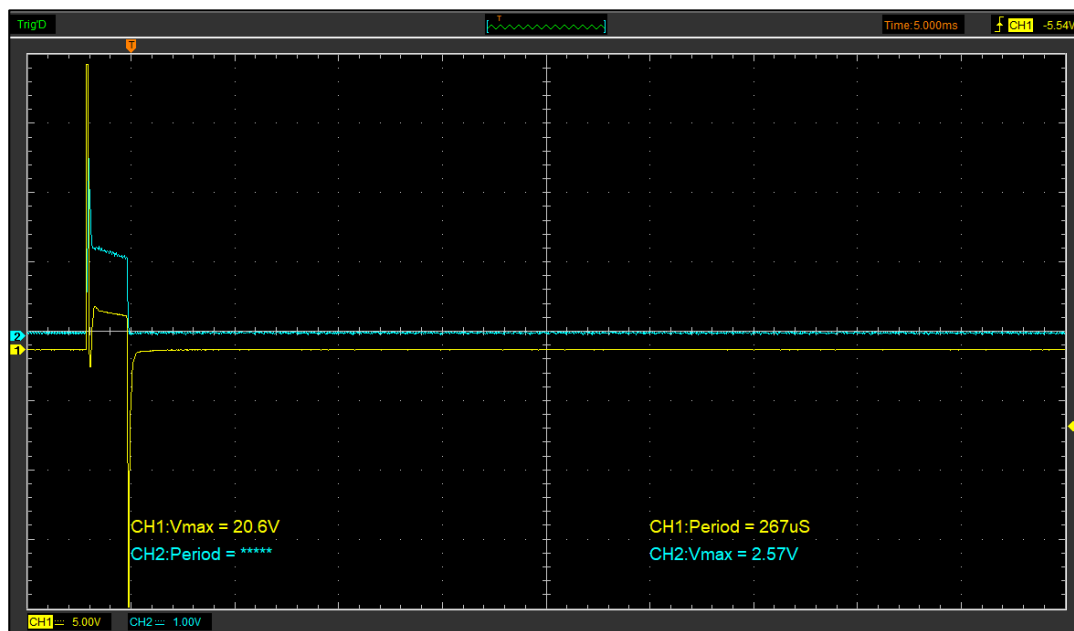 Trig'D
T
Time:5.000ms
CH1 -5.54V
T
2
1
CH1:Vmax = 20.6V
CH1:Period = 267uS
CH2:Period = *****
CH2:Vmax = 2.57V
CH1 5.00V
CH2 1.00V